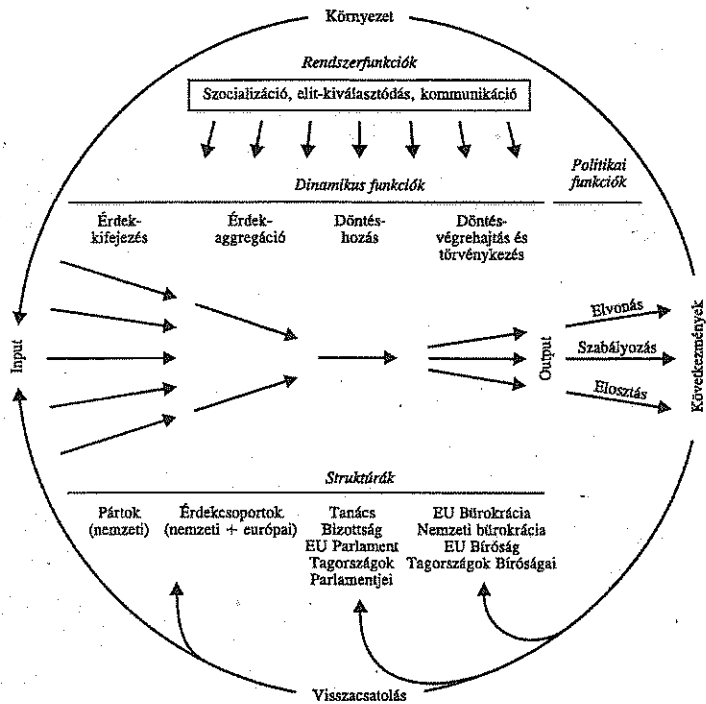 Környezet
Rendszerfunkciók
Szocializáció, elit-kiválasztódás, kommunikáció
Dinamikus funkciók
Politikai
funkciók
Érdek-
kifejezés
Érdek-
aggregáció
Döntés-
hozás
Döntés-
végrehajtás és
törvénykezés
Input
Output
Elvonás
Szabályozás
Elosztás
Következmények
Struktúrák
Pártok
(nemzeti)
Érdekcsoportok
(nemzeti + európai)
Tanács
Bizottság
EU Parlament
Tagországok
Parlamentjei
EU Bürokrácia
Nemzeti bürokrácia
EU Bíróság
Tagországok Bíróságai
Visszacsatolás